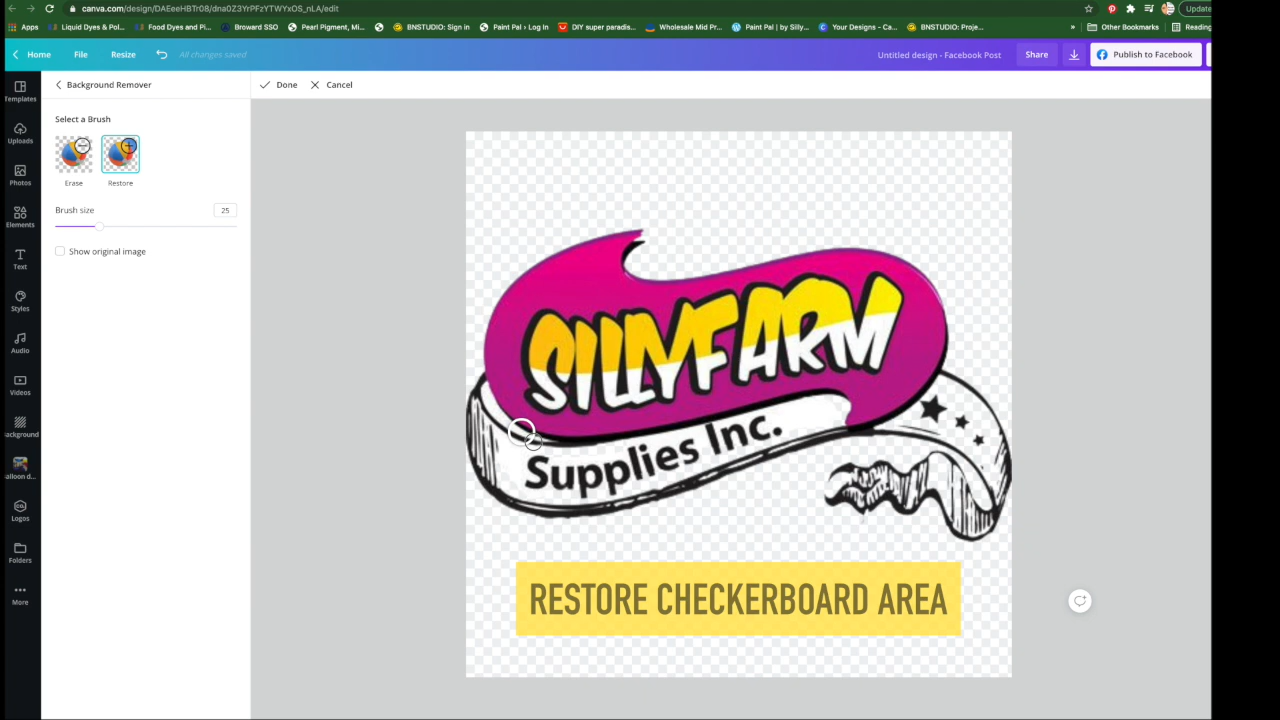 canva.com/design/DAEeeHBTr08/dna0Z3YrPFzYTWYxOS_nLA/edit
Update
Apps
Liquid Dyes & Pol...
Food Dyes and Pi...
Broward SSO
Pearl Pigment, Mi...
BNSTUDIO: Sign in
Paint Pal › Log In
DIY super paradis...
Wholesale Mid Pr...
Paint Pal | by Silly...
Your Designs - Ca...
BNSTUDIO: Proje...
»
Other Bookmarks
Reading
Home
File
Resize
All changes saved
Untitled design - Facebook Post
Share
Publish to Facebook
Background Remover
Done
Cancel
Templates
Uploads
Photos
Elements
Text
Styles
Audio
Videos
Background
alloon d...
Logos
Folders
More
Select a Brush
Erase
Restore
Brush size
25
Show original image
SILLYFARM
Supplies Inc.
RESTORE CHECKERBOARD AREA